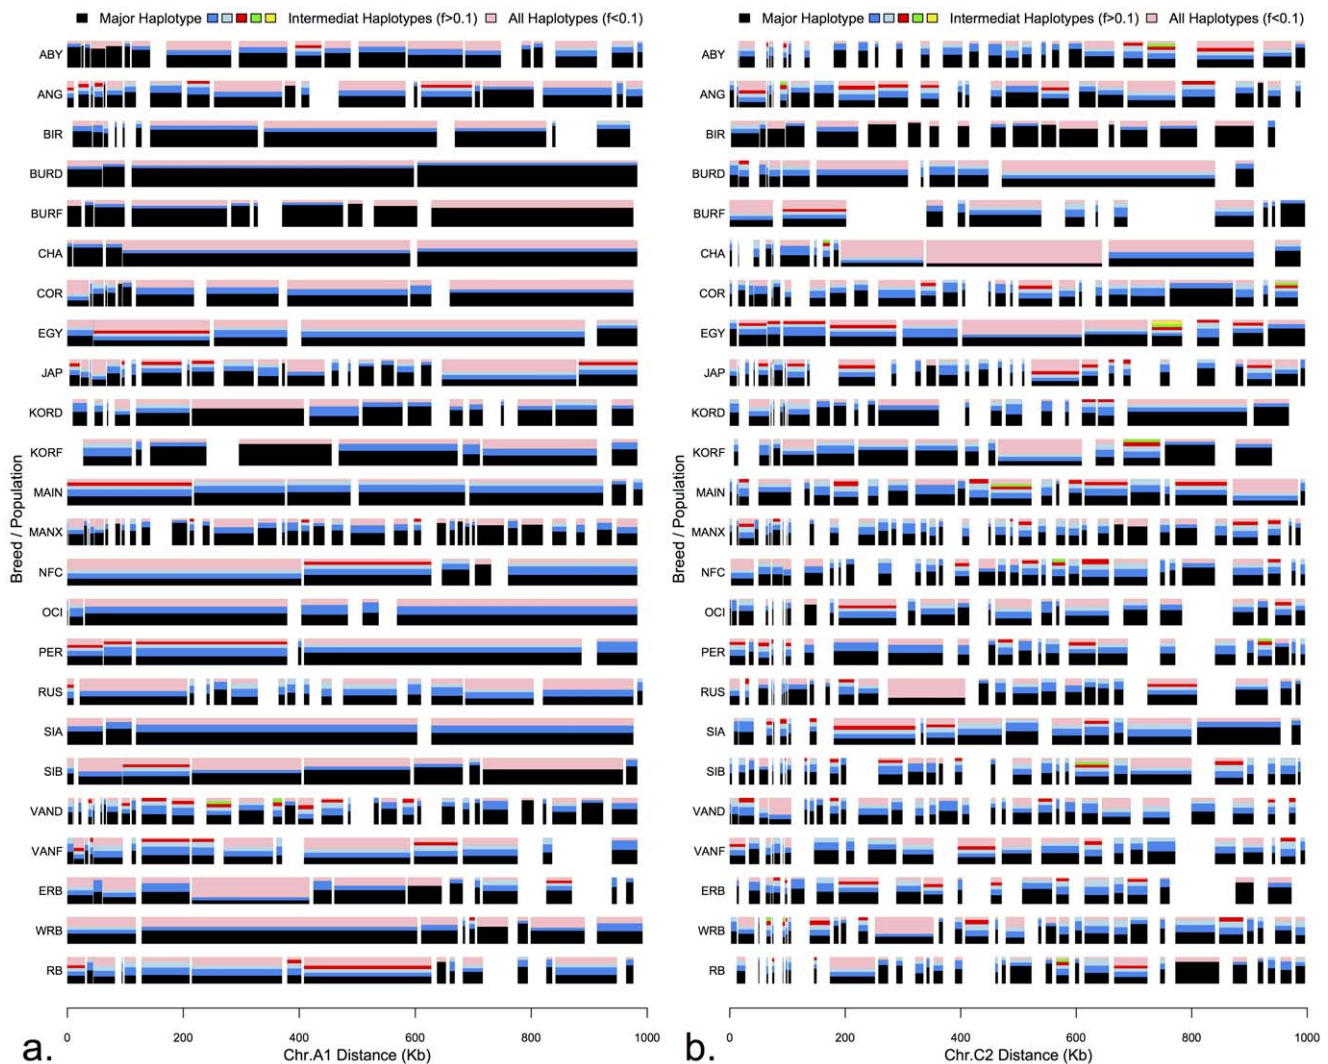 Major Haplotype Intermediat Haplotypes (f>0.1) All Haplotypes (f<0.1)
Major Haplotype Intermediat Haplotypes (f>0.1) All Haplotypes (f<0.1)
Breed / Population
ABY
ANG
BIR
BURD
BURF
CHA
COR
EGY
JAP
KORD
KORF
MAIN
MANX
NFC
OCI
PER
RUS
SIA
SIB
VAND
VANF
ERB
WRB
RB
0 200 400 600 800 1000
Chr.A1 Distance (Kb)
a.
Breed / Population
ABY
ANG
BIR
BURD
BURF
CHA
COR
EGY
JAP
KORD
KORF
MAIN
MANX
NFC
OCI
PER
RUS
SIA
SIB
VAND
VANF
ERB
WRB
RB
0 200 400 600 800 1000
Chr.C2 Distance (Kb)
b.